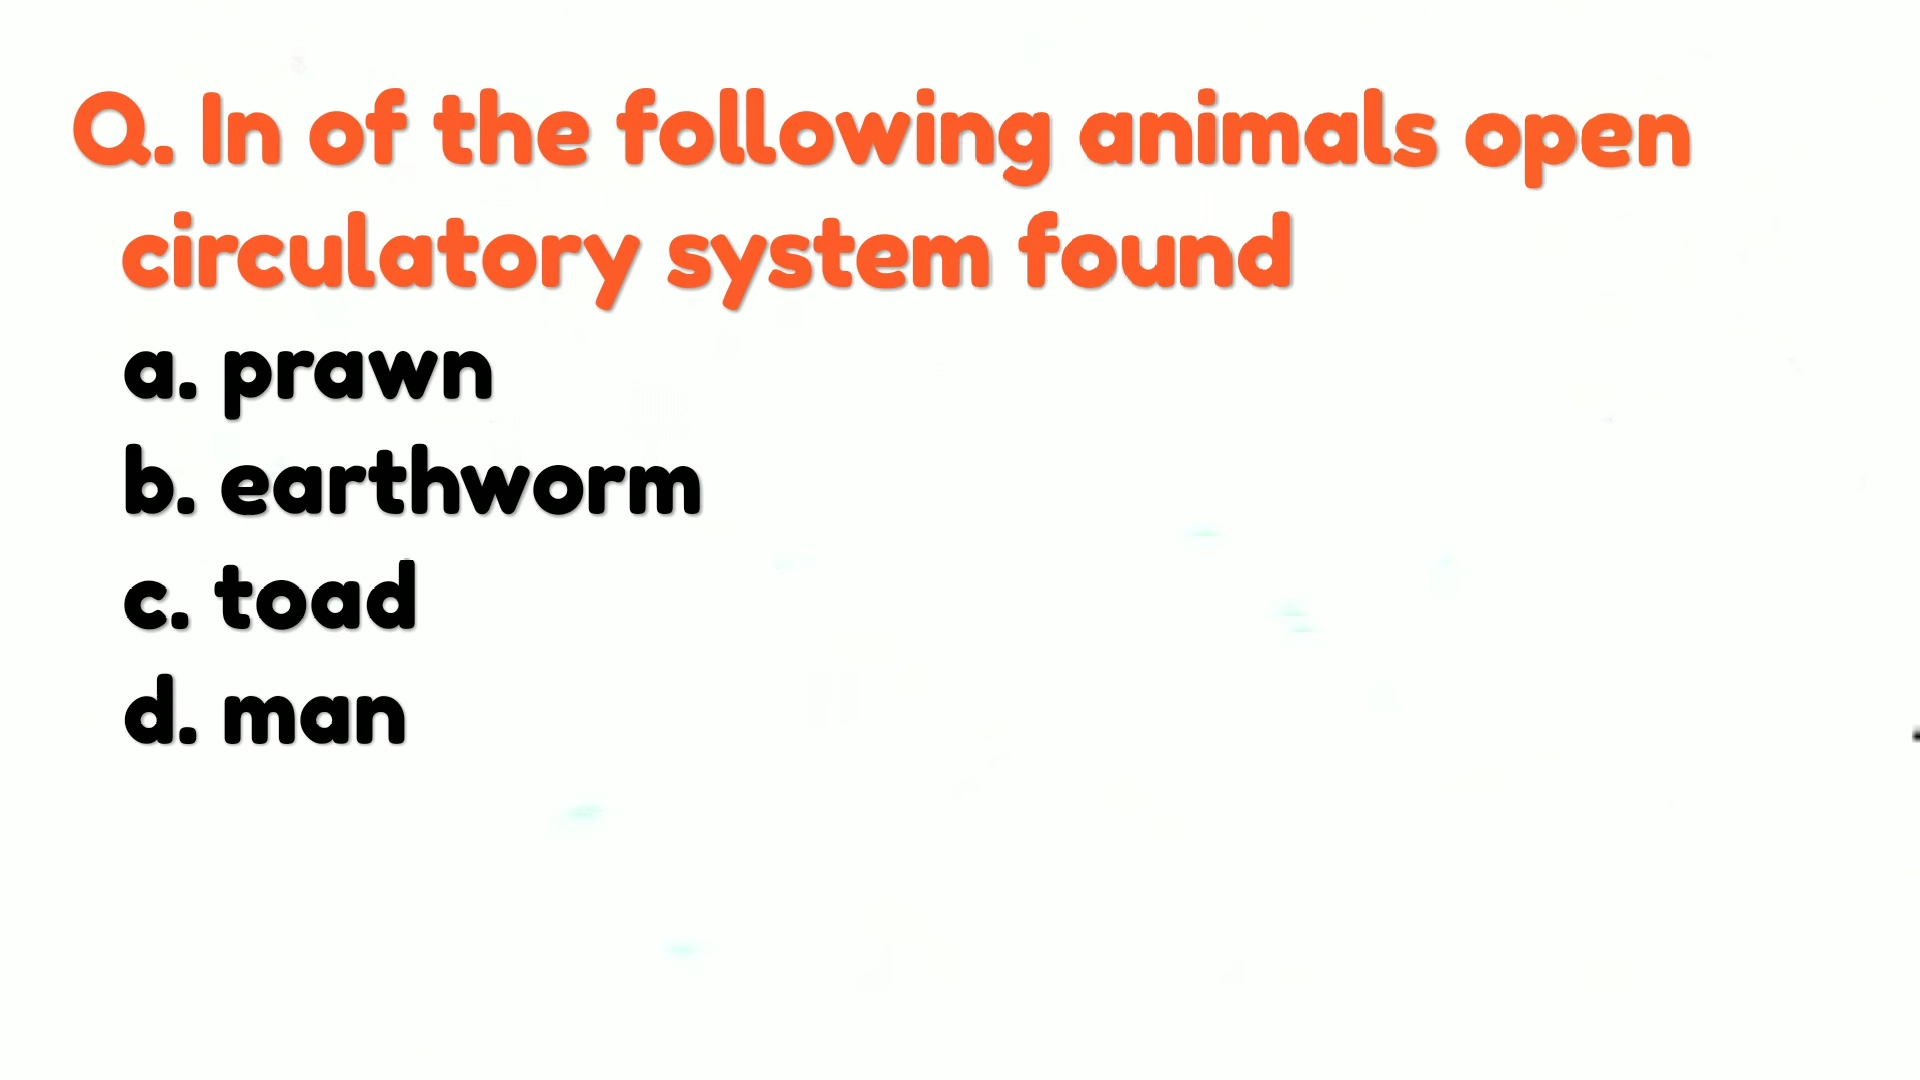 Q. In of the following animals open
circulatory system found
a. prawn
b. earthworm
c. toad
d. man